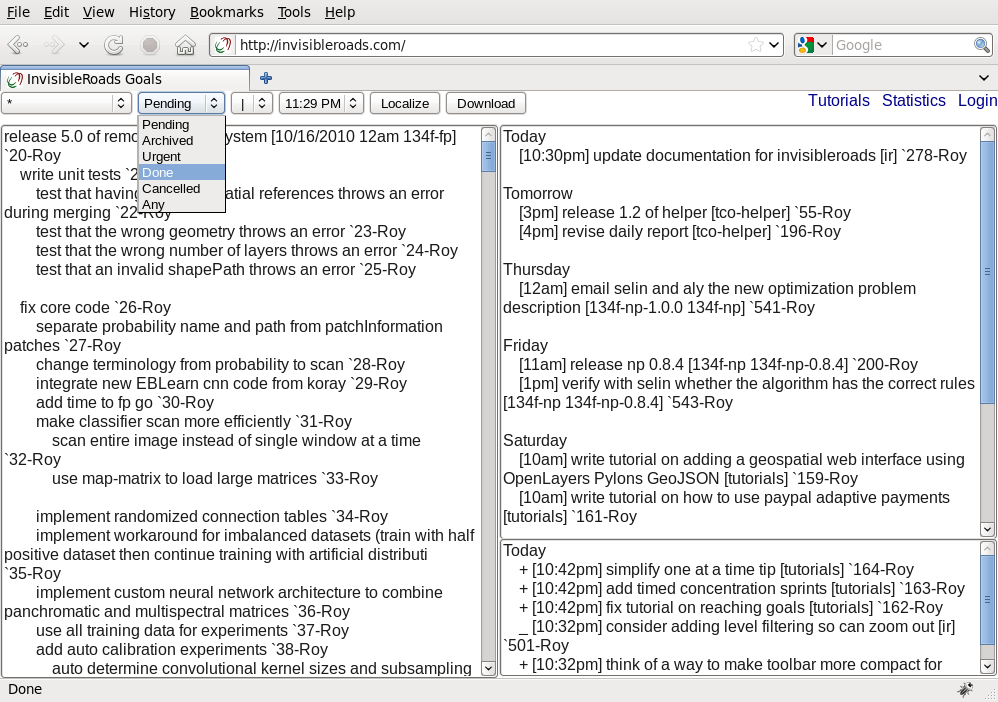 File Edit View History Bookmarks Tools Help
http://invisibleroads.com/
Google
InvisibleRoads Goals
* Pending | 11:29 PM Localize Download Tutorials Statistics Login
Pending
Archived
Urgent
Done
Cancelled
Any
release 5.0 of remo ystem [10/16/2010 12am 134f-fp]
`20-Roy
write unit tests `2
test that having atial references throws an error
during merging `22-Roy
test that the wrong geometry throws an error `23-Roy
test that the wrong number of layers throws an error `24-Roy
test that an invalid shapePath throws an error `25-Roy
fix core code `26-Roy
separate probability name and path from patchInformation
patches `27-Roy
change terminology from probability to scan `28-Roy
integrate new EBLearn cnn code from koray `29-Roy
add time to fp go `30-Roy
make classifier scan more efficiently `31-Roy
scan entire image instead of single window at a time
`32-Roy
use map-matrix to load large matrices `33-Roy
implement randomized connection tables `34-Roy
implement workaround for imbalanced datasets (train with half
positive dataset then continue training with artificial distributi
`35-Roy
implement custom neural network architecture to combine
panchromatic and multispectral matrices `36-Roy
use all training data for experiments `37-Roy
add auto calibration experiments `38-Roy
auto determine convolutional kernel sizes and subsampling
Today
[10:30pm] update documentation for invisibleroads [ir] `278-Roy
Tomorrow
[3pm] release 1.2 of helper [tco-helper] `55-Roy
[4pm] revise daily report [tco-helper] `196-Roy
Thursday
[12am] email selin and aly the new optimization problem
description [134f-np-1.0.0 134f-np] `541-Roy
Friday
[11am] release np 0.8.4 [134f-np 134f-np-0.8.4] `200-Roy
[1pm] verify with selin whether the algorithm has the correct rules
[134f-np 134f-np-0.8.4] `543-Roy
Saturday
[10am] write tutorial on adding a geospatial web interface using
OpenLayers Pylons GeoJSON [tutorials] `159-Roy
[10am] write tutorial on how to use paypal adaptive payments
[tutorials] `161-Roy
Today
+ [10:42pm] simplify one at a time tip [tutorials] `164-Roy
+ [10:42pm] add timed concentration sprints [tutorials] `163-Roy
+ [10:42pm] fix tutorial on reaching goals [tutorials] `162-Roy
_ [10:32pm] consider adding level filtering so can zoom out [ir]
`501-Roy
+ [10:32pm] think of a way to make toolbar more compact for
Done